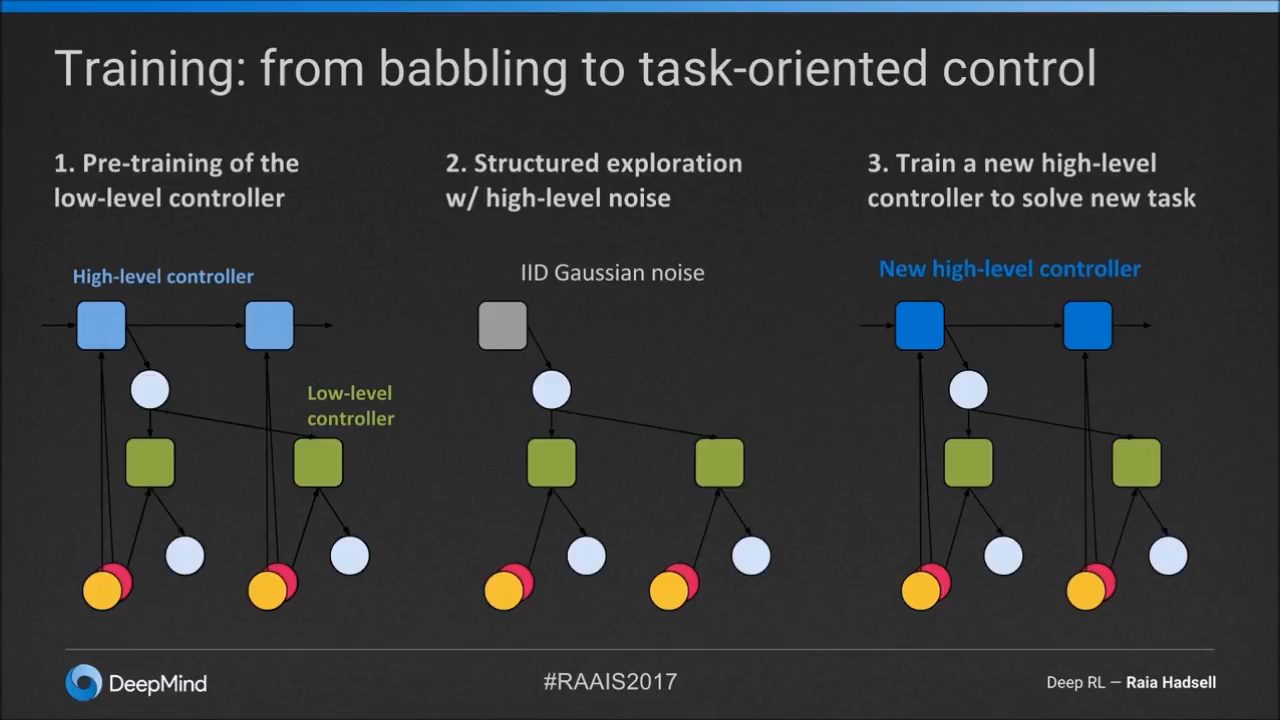 Training: from babbling to task-oriented control
1. Pre-training of the
low-level controller
2. Structured exploration
w/ high-level noise
3. Train a new high-level
controller to solve new task
High-level controller
IID Gaussian noise
New high-level controller
Low-level
controller
DeepMind
#RAAIS2017
Deep RL — Raia Hadsell